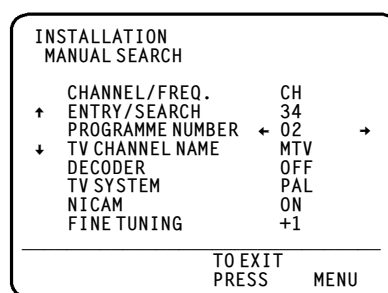 INSTALLATION
MANUAL SEARCH
CHANNEL/FREQ. CH
↑ ENTRY/SEARCH 34
PROGRAMME NUMBER ← 02 →
↓ TV CHANNEL NAME MTV
DECODER OFF
TV SYSTEM PAL
NICAM ON
FINE TUNING +1
TO EXIT
PRESS MENU